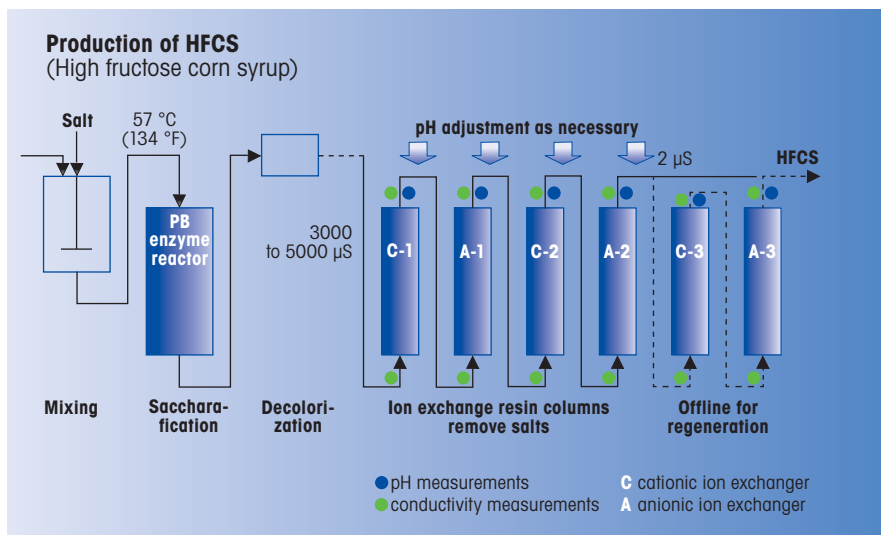 Production of HFCS
(High fructose corn syrup)
Salt
57 °C
(134 °F)
pH adjustment as necessary
2 µS
HFCS
PB
enzyme
reactor
3000
to 5000 µS
C-1
A-1
C-2
A-2
C-3
A-3
Mixing
Sacchara-
fication
Decolori-
zation
Ion exchange resin columns
remove salts
Offline for
regeneration
pH measurements
conductivity measurements
C cationic ion exchanger
A anionic ion exchanger